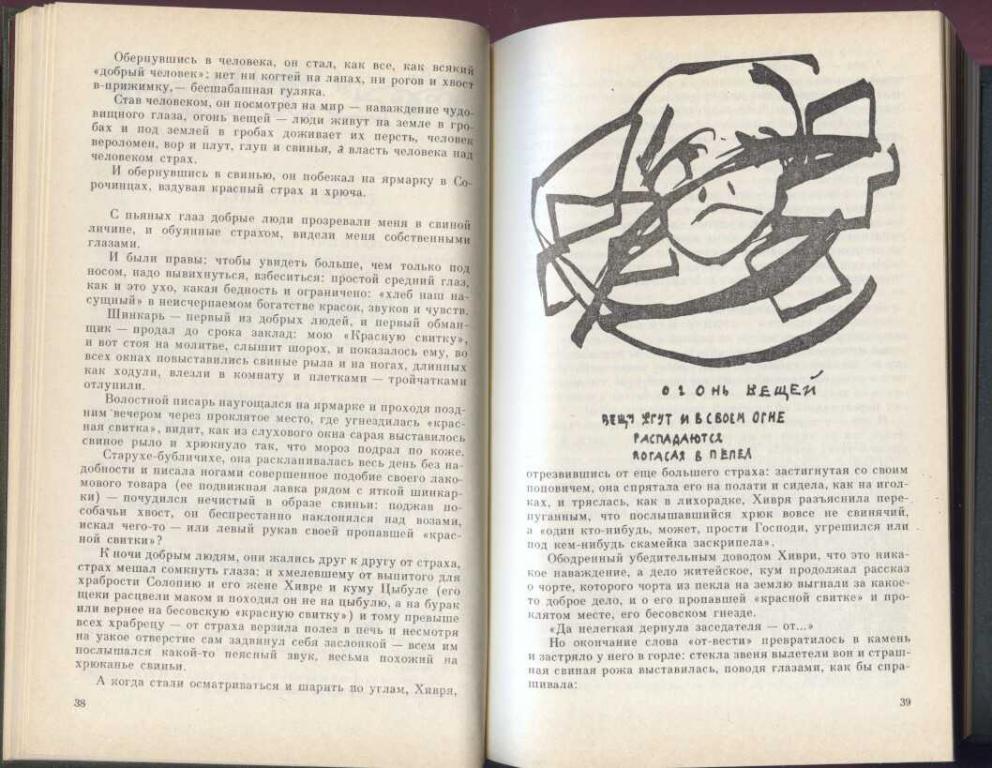 Обернувшись в человека, он стал, как все, как всякий
«добрый человек»: нет ни когтей на лапах, ни рогов и хвост
в-прижимку,— бесшабашная гуляка.
Став человеком, он посмотрел на мир — наваждение чудо-
вищного глаза, огонь вещей — люди живут на земле в гро-
бах и под землей в гробах доживает их персть, человек
вероломен, вор и плут, глуп и свинья, а власть человека над
человеком страх.
И обернувшись в свинью, он побежал на ярмарку в Со-
рочинцах, вздувая красный страх и хрюча.
С пьяных глаз добрые люди прозревали меня в свиной
личине, и обуянные страхом, видели меня собственными
глазами.
И были правы: чтобы увидеть больше, чем только под
носом, надо вывихнуться, взбеситься: простой средний глаз,
как и это ухо, какая бедность и ограничено: «хлеб наш на-
сущный» в неисчерпаемом богатстве красок, звуков и чувств.
Шинкарь — первый из добрых людей, и первый обман-
щик — продал до срока заклад: мою «Красную свитку»,
и вот стоя на молитве, слышит шорох, и показалось ему, во
всех окнах повыставились свиные рыла и на ногах, длинных
как ходули, влезли в комнату и плетками — тройчатками
отлупили.
Волостной писарь наугощался на ярмарке и проходя позд-
ним вечером через проклятое место, где угнездилась «крас-
ная свитка», видит, как из слухового окна сарая выставилось
свиное рыло и хрюкнуло так, что мороз подрал по коже.
Старухе-бубличихе, она раскланивалась весь день без на-
добности и писала ногами совершенное подобие своего лако-
мового товара (ее подвижная лавка рядом с яткой шинкар-
ки) — почудился нечистый в образе свиньи: поджав по-
собачьи хвост, он беспрестанно наклонялся над возами,
искал чего-то — или левый рукав своей пропавшей «крас-
ной свитки»?
К ночи добрым людям, они жались друг к другу от страха,
страх мешал сомкнуть глаза: и хмелевшему от выпитого для
храбрости Солопию и его жене Хивре и куму Цыбуле (его
щеки расцвели маком и походил он не на цыбулю, а на бурак
или вернее на бесовскую «красную свитку») и тому превыше
всех храбрецу — от страха верзила полез в печь и несмотря
на узкое отверстие сам задвинул себя заслонкой — всем им
послышался какой-то неясный звук, весьма похожий на
хрюканье свиньи.
А когда стали осматриваться и шарить по углам, Хивря,
38
ОГОНЬ ВЕЩЕЙ
ВЕЩИ ЖГУТ И В СВОЕМ ОГНЕ
РАСПАДАЮТСЯ
ПОГАСАЯ В ПЕПЕЛ
отрезвившись от еще большего страха: застигнутая со своим
поповичем, она спрятала его на полати и сидела, как на игол-
ках, и тряслась, как в лихорадке, Хивря разъяснила пере-
пуганным, что послышавшийся хрюк вовсе не свинячий,
а «один кто-нибудь, может, прости Господи, угрешился или
под кем-нибудь скамейка заскрипела».
Ободренный убедительным доводом Хиври, что это ника-
кое наваждение, а дело житейское, кум продолжал рассказ
о чорте, которого чорта из пекла на землю выгнали за какое-
то доброе дело, и о его пропавшей «красной свитке» и про-
клятом месте, его бесовском гнезде.
«Да нелегкая дернула заседателя — от...»
Но окончание слова «от-вести» превратилось в камень
и застряло у него в горле: стекла звеня вылетели вон и страш-
ная свиная рожа выставилась, поводя глазами, как бы спра-
шивала:
39